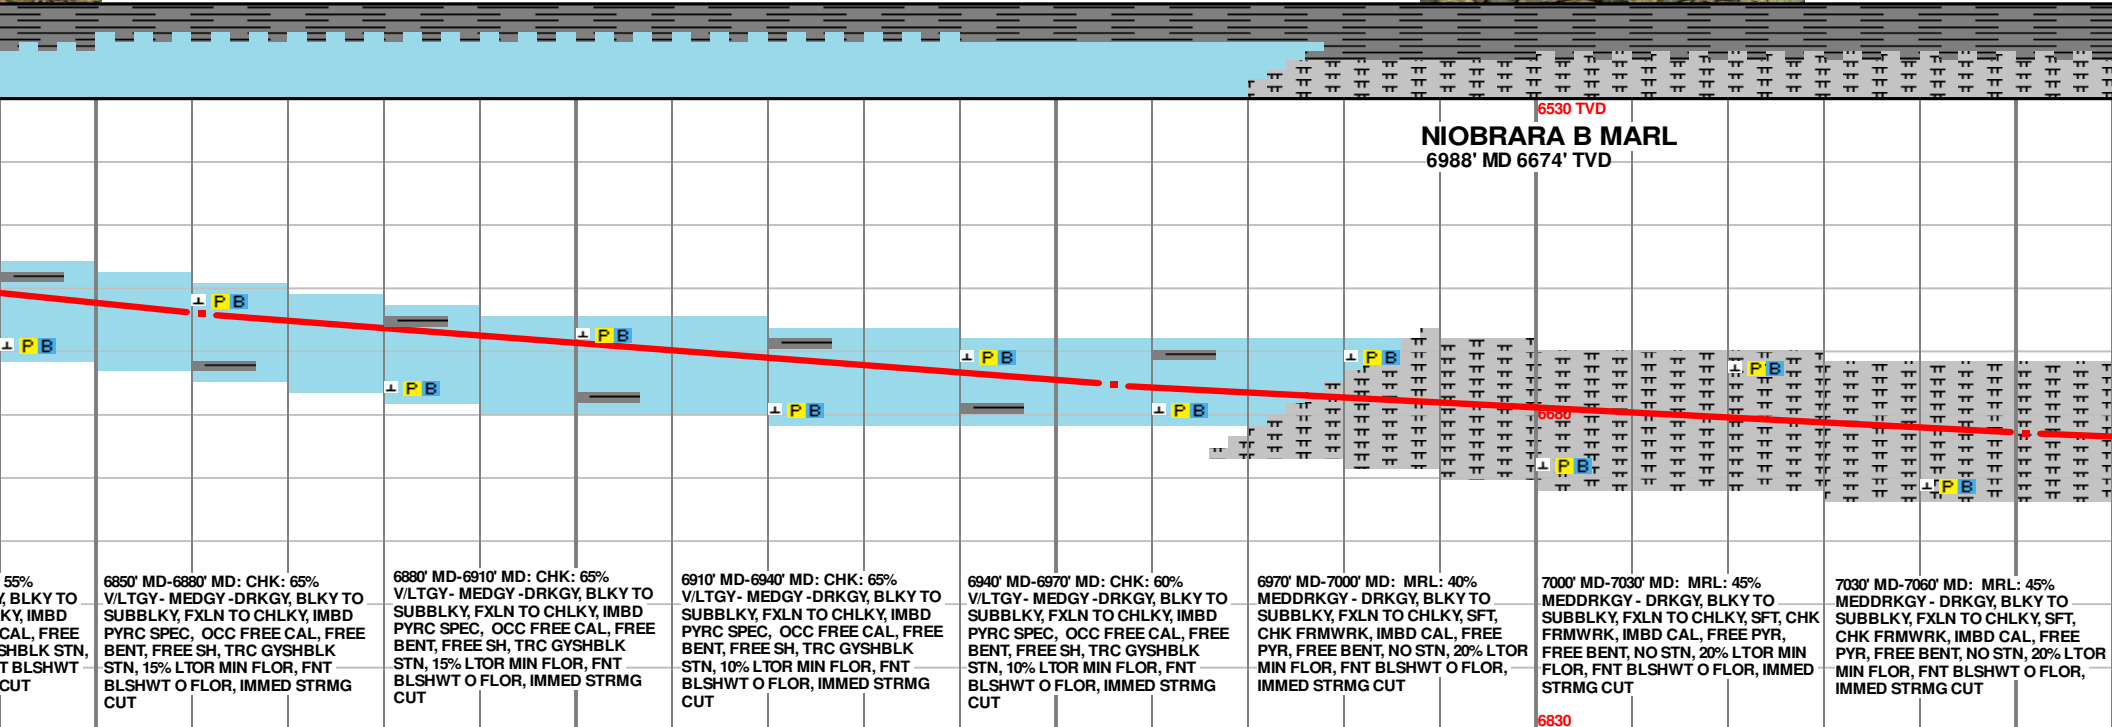 6530 TVD
NIOBRARA B MARL
6988' MD 6674' TVD
P B
P B
P B
P B
P B
P B
P B
P B
P B
P B
P B
P B
6680
55%
, BLKY TO
KY, IMBD
CAL, FREE
SHBLK STN,
T BLSHWT
CUT
6850' MD-6880' MD: CHK: 65%
V/LTGY- MEDGY -DRKGY, BLKY TO
SUBBLKY, FXLN TO CHLKY, IMBD
PYRC SPEC, OCC FREE CAL, FREE
BENT, FREE SH, TRC GYSHBLK
STN, 15% LTOR MIN FLOR, FNT
BLSHWT O FLOR, IMMED STRMG
CUT
6880' MD-6910' MD: CHK: 65%
V/LTGY- MEDGY -DRKGY, BLKY TO
SUBBLKY, FXLN TO CHLKY, IMBD
PYRC SPEC, OCC FREE CAL, FREE
BENT, FREE SH, TRC GYSHBLK
STN, 15% LTOR MIN FLOR, FNT
BLSHWT O FLOR, IMMED STRMG
CUT
6910' MD-6940' MD: CHK: 65%
V/LTGY- MEDGY -DRKGY, BLKY TO
SUBBLKY, FXLN TO CHLKY, IMBD
PYRC SPEC, OCC FREE CAL, FREE
BENT, FREE SH, TRC GYSHBLK
STN, 10% LTOR MIN FLOR, FNT
BLSHWT O FLOR, IMMED STRMG
CUT
6940' MD-6970' MD: CHK: 60%
V/LTGY- MEDGY -DRKGY, BLKY TO
SUBBLKY, FXLN TO CHLKY, IMBD
PYRC SPEC, OCC FREE CAL, FREE
BENT, FREE SH, TRC GYSHBLK
STN, 10% LTOR MIN FLOR, FNT
BLSHWT O FLOR, IMMED STRMG
CUT
6970' MD-7000' MD: MRL: 40%
MEDDRKGY - DRKGY, BLKY TO
SUBBLKY, FXLN TO CHLKY, SFT,
CHK FRMWRK, IMBD CAL, FREE
PYR, FREE BENT, NO STN, 20% LTOR
MIN FLOR, FNT BLSHWT O FLOR,
IMMED STRMG CUT
7000' MD-7030' MD: MRL: 45%
MEDDRKGY - DRKGY, BLKY TO
SUBBLKY, FXLN TO CHLKY, SFT, CHK
FRMWRK, IMBD CAL, FREE PYR,
FREE BENT, NO STN, 20% LTOR MIN
FLOR, FNT BLSHWT O FLOR, IMMED
STRMG CUT
7030' MD-7060' MD: MRL: 45%
MEDDRKGY - DRKGY, BLKY TO
SUBBLKY, FXLN TO CHLKY, SFT,
CHK FRMWRK, IMBD CAL, FREE
PYR, FREE BENT, NO STN, 20% LTOR
MIN FLOR, FNT BLSHWT O FLOR,
IMMED STRMG CUT
6830